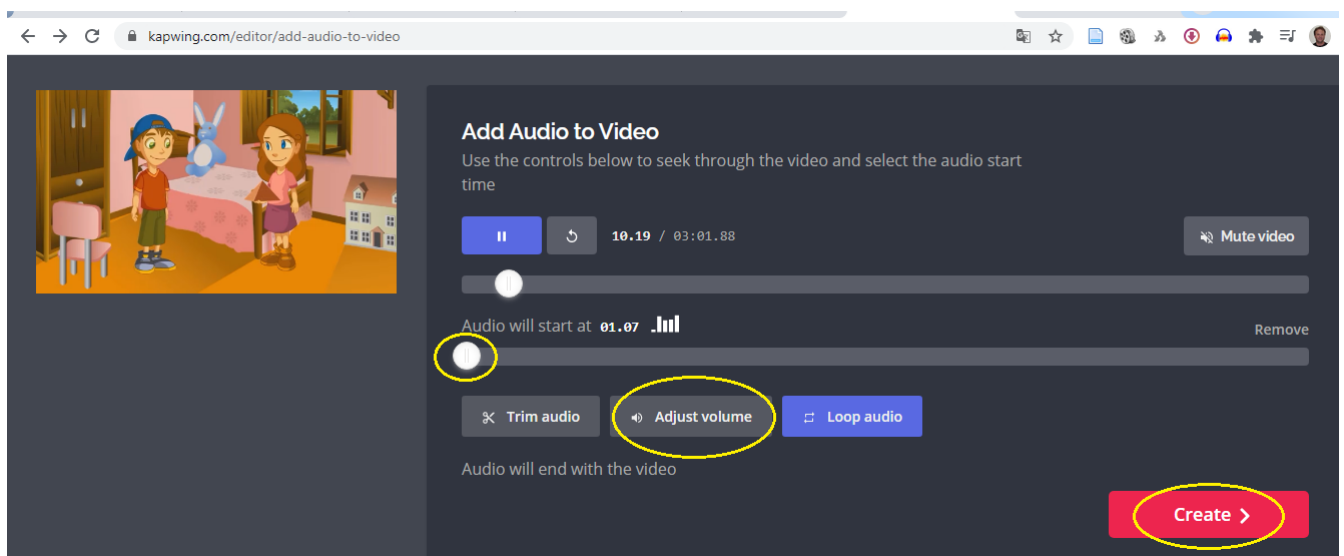 kapwing.com/editor/add-audio-to-video
Add Audio to Video
Use the controls below to seek through the video and select the audio start
time
10.19 / 03:01.88
Mute video
Audio will start at 01.07
Remove
Trim audio
Adjust volume
Loop audio
Audio will end with the video
Create